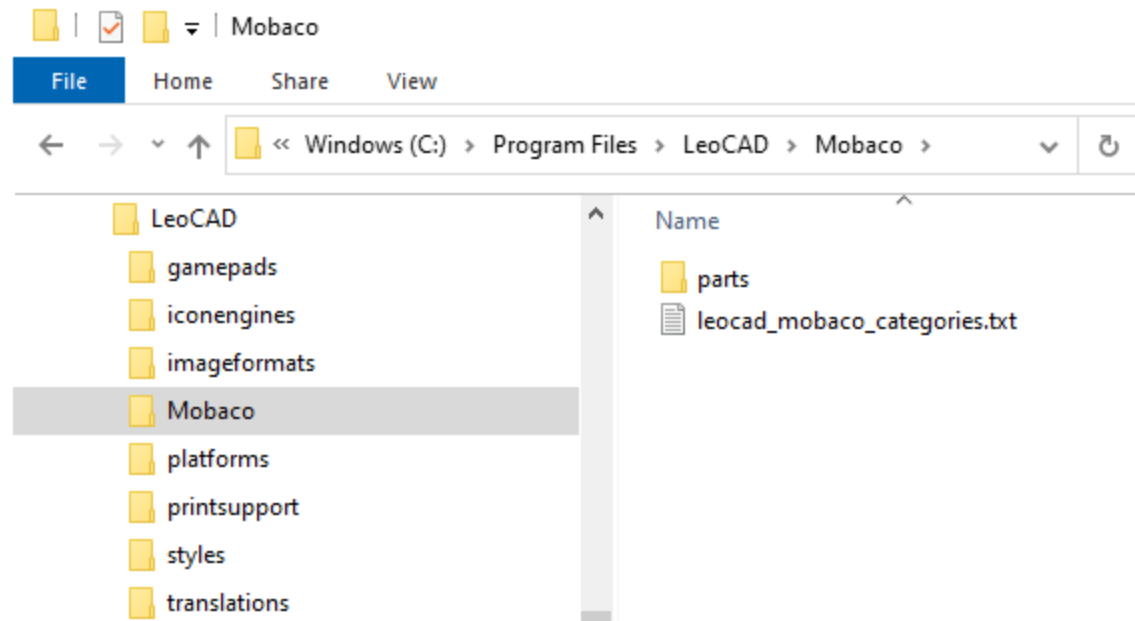 Mobaco
File Home Share View
« Windows (C:) › Program Files › LeoCAD › Mobaco ›
LeoCAD
gamepads
iconengines
imageformats
Mobaco
platforms
printsupport
styles
translations
Name
parts
leocad_mobaco_categories.txt